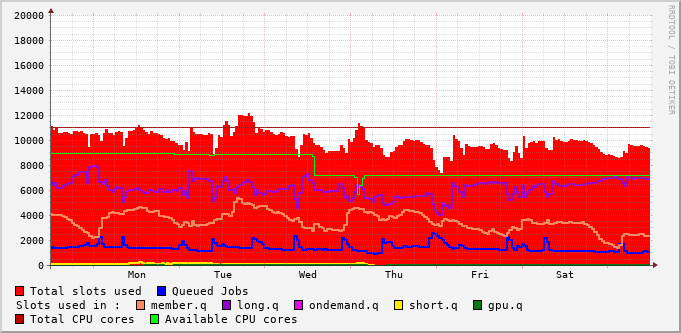 RRDTOOL / TOBI OETIKER
20000
18000
16000
14000
12000
10000
8000
6000
4000
2000
0
Mon Tue Wed Thu Fri Sat
Total slots used Queued Jobs
Slots used in : member.q long.q ondemand.q short.q gpu.q
Total CPU cores Available CPU cores